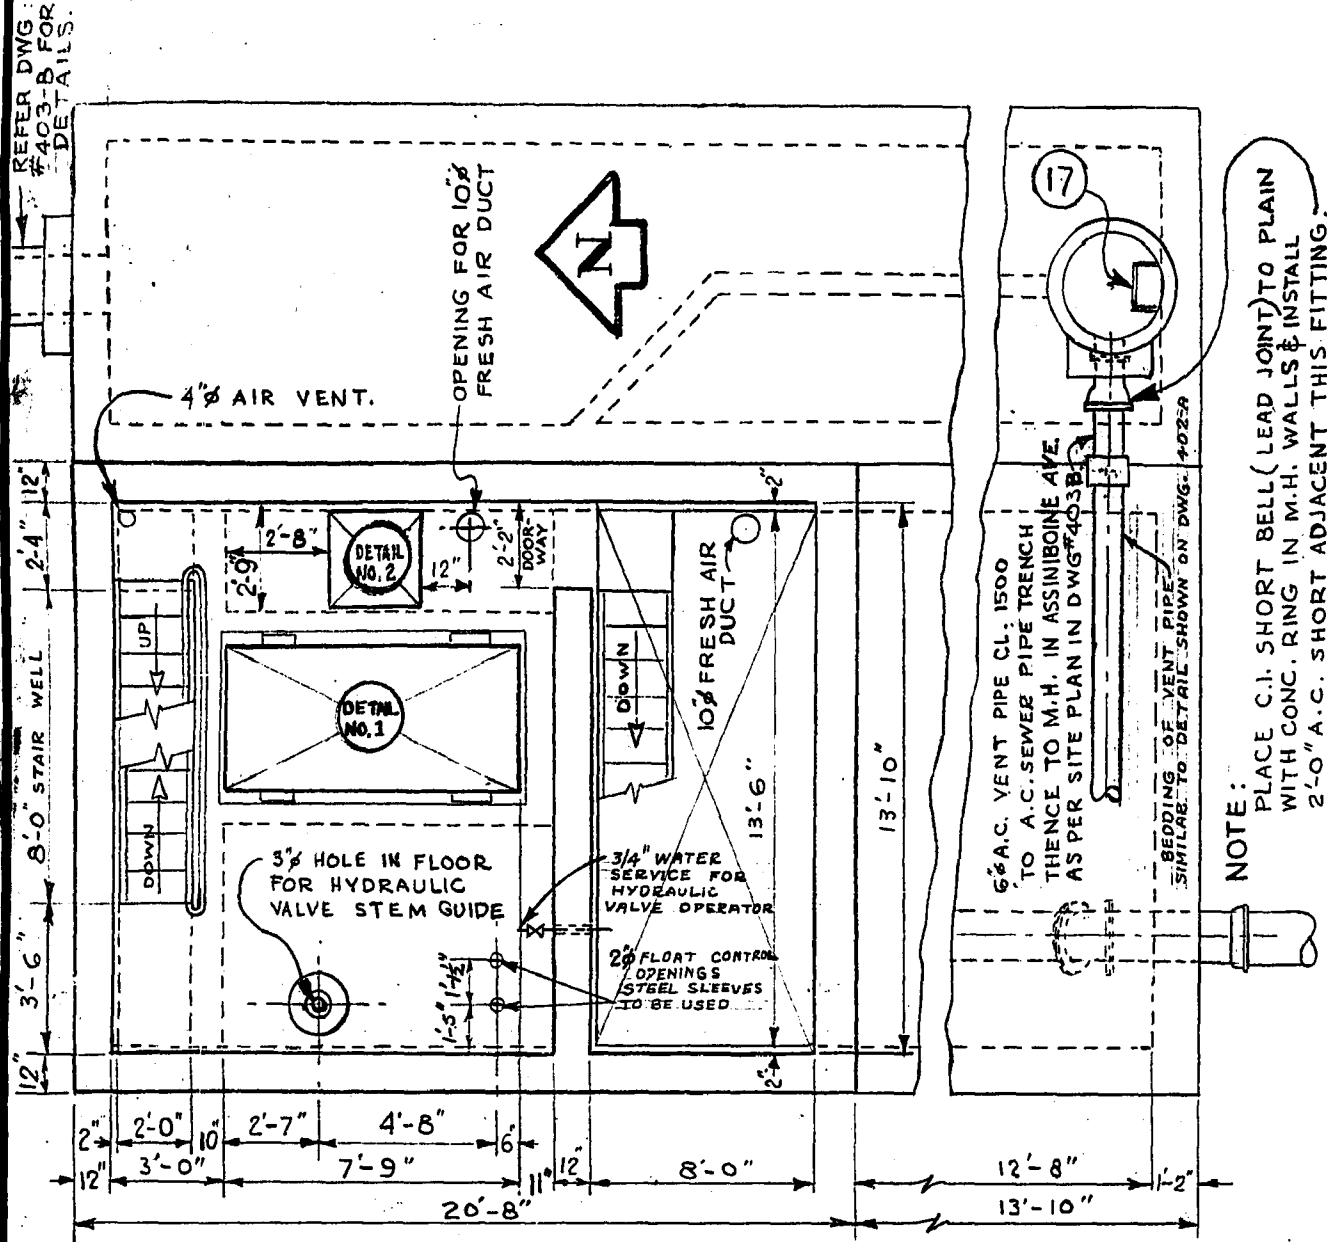 REFER DWG:
#403-B FOR
DETAILS.
4"ø AIR VENT.
OPENING FOR 10"ø
FRESH AIR DUCT
N
17
12"
2'-4"
8'-0" STAIR WELL
3'-6"
12"
2'-8"
2'-9"
DETAIL
NO. 2
12"
2'-2"
DOOR-
WAY
2"
UP
DOWN
DETAIL
NO. 1
DOWN
10"ø FRESH AIR
DUCT
13'-6"
13'-10"
3"ø HOLE IN FLOOR
FOR HYDRAULIC
VALVE STEM GUIDE
3/4" WATER
SERVICE FOR
HYDRAULIC
VALVE OPERATOR
2"ø FLOAT CONTROL
OPENINGS
STEEL SLEEVES
TO BE USED
1'-5"
2"
6"ø A.C. VENT PIPE CL. 1500
TO A.C. SEWER PIPE TRENCH
THENCE TO M.H. IN ASSINIBOINE AVE.
AS PER SITE PLAN IN DWG #403B
BEDDING OF VENT PIPE
SIMILAR TO DETAIL SHOWN ON DWG. 402-A
NOTE:
PLACE C.I. SHORT BELL (LEAD JOINT) TO PLAIN
WITH CONC. RING IN M.H. WALLS & INSTALL
2'-0" A.C. SHORT ADJACENT THIS FITTING.
2" 2'-0" 10" 2'-7" 4'-8" 6"
12" 3'-0" 7'-9" 11" 12" 8'-0" 12'-8" 1'-2"
20'-8" 13'-10"